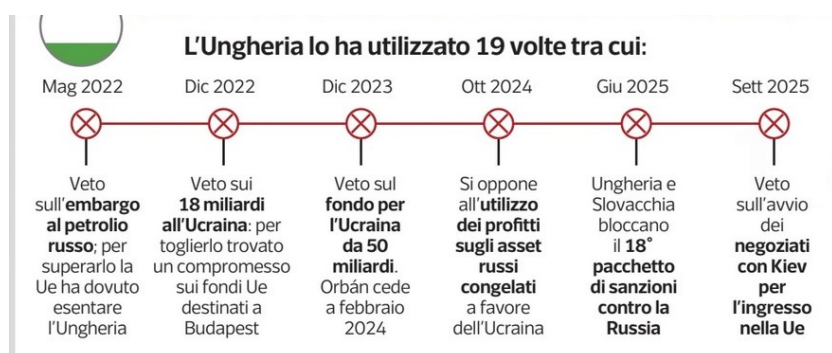 L'Ungheria lo ha utilizzato 19 volte tra cui:
Mag 2022
Veto
sull'embargo
al petrolio
russo; per
superarlo la
Ue ha dovuto
esentare
l'Ungheria
Dic 2022
Veto sui
18 miliardi
all'Ucraina: per
toglierlo trovato
un compromesso
sui fondi Ue
destinati a
Budapest
Dic 2023
Veto sul
fondo per
l'Ucraina
da 50
miliardi.
Orbán cede
a febbraio
2024
Ott 2024
Si oppone
all'utilizzo
dei profitti
sugli asset
russi
congelati
a favore
dell'Ucraina
Giu 2025
Ungheria e
Slovacchia
bloccano
il 18°
pacchetto
di sanzioni
contro la
Russia
Sett 2025
Veto
sull'avvio
dei
negoziati
con Kiev
per
l'ingresso
nella Ue